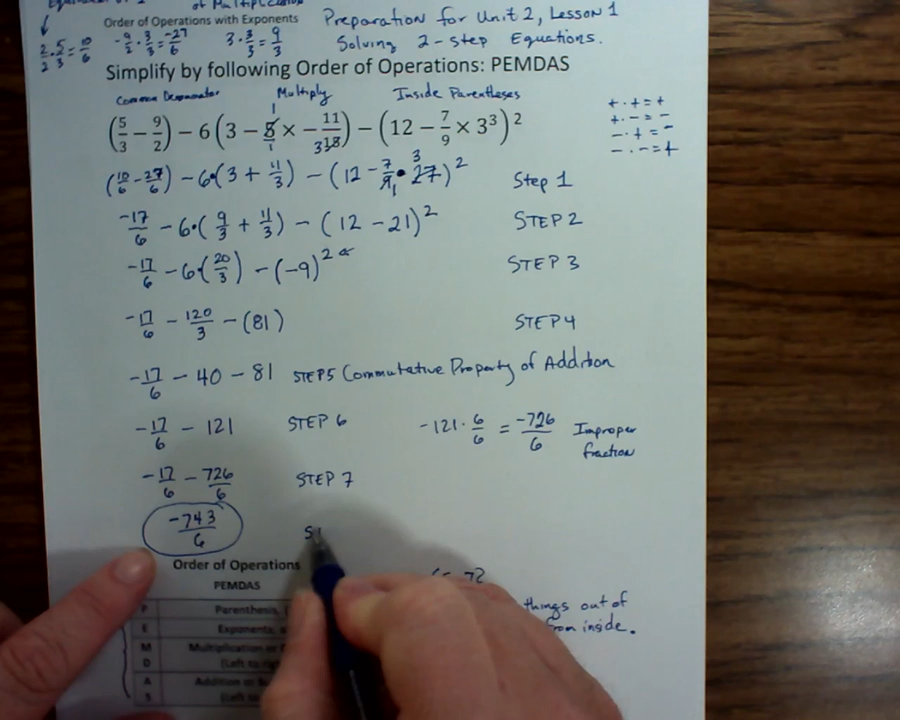 of Multiplication
Order of Operations with Exponents
Preparation for Unit 2, Lesson 1
Solving 2-step Equations.
2/2 · 5/3 = 10/6
-9/2 · 3/3 = -27/6
3 · 3/3 = 9/3
Simplify by following Order of Operations: PEMDAS
Common Denominator Multiply Inside Parentheses
(5/3 − 9/2) − 6(3 − 8/1 × −11/18) − (12 − 7/9 × 3³)²
+ · + = +
+ · - = -
- · + = -
- · - = +
(10/6 - 27/6) - 6·(3 + 11/3) - (12 - 7/9 · 27)² Step 1
-17/6 - 6·(9/3 + 11/3) - (12 - 21)² STEP 2
-17/6 - 6(20/3) - (-9)² STEP 3
-17/6 - 120/3 - (81) STEP 4
-17/6 - 40 - 81 STEP5 Commutative Property of Addition
-17/6 - 121 STEP 6
-121 · 6/6 = -726/6 Improper
fraction
-17/6 - 726/6 STEP 7
-743/6
Order of Operations
PEMDAS
P Parenthesis,
E Exponents,
M Multiplication or
D (Left to
A Addition or
S (Left to
things out of
from inside.